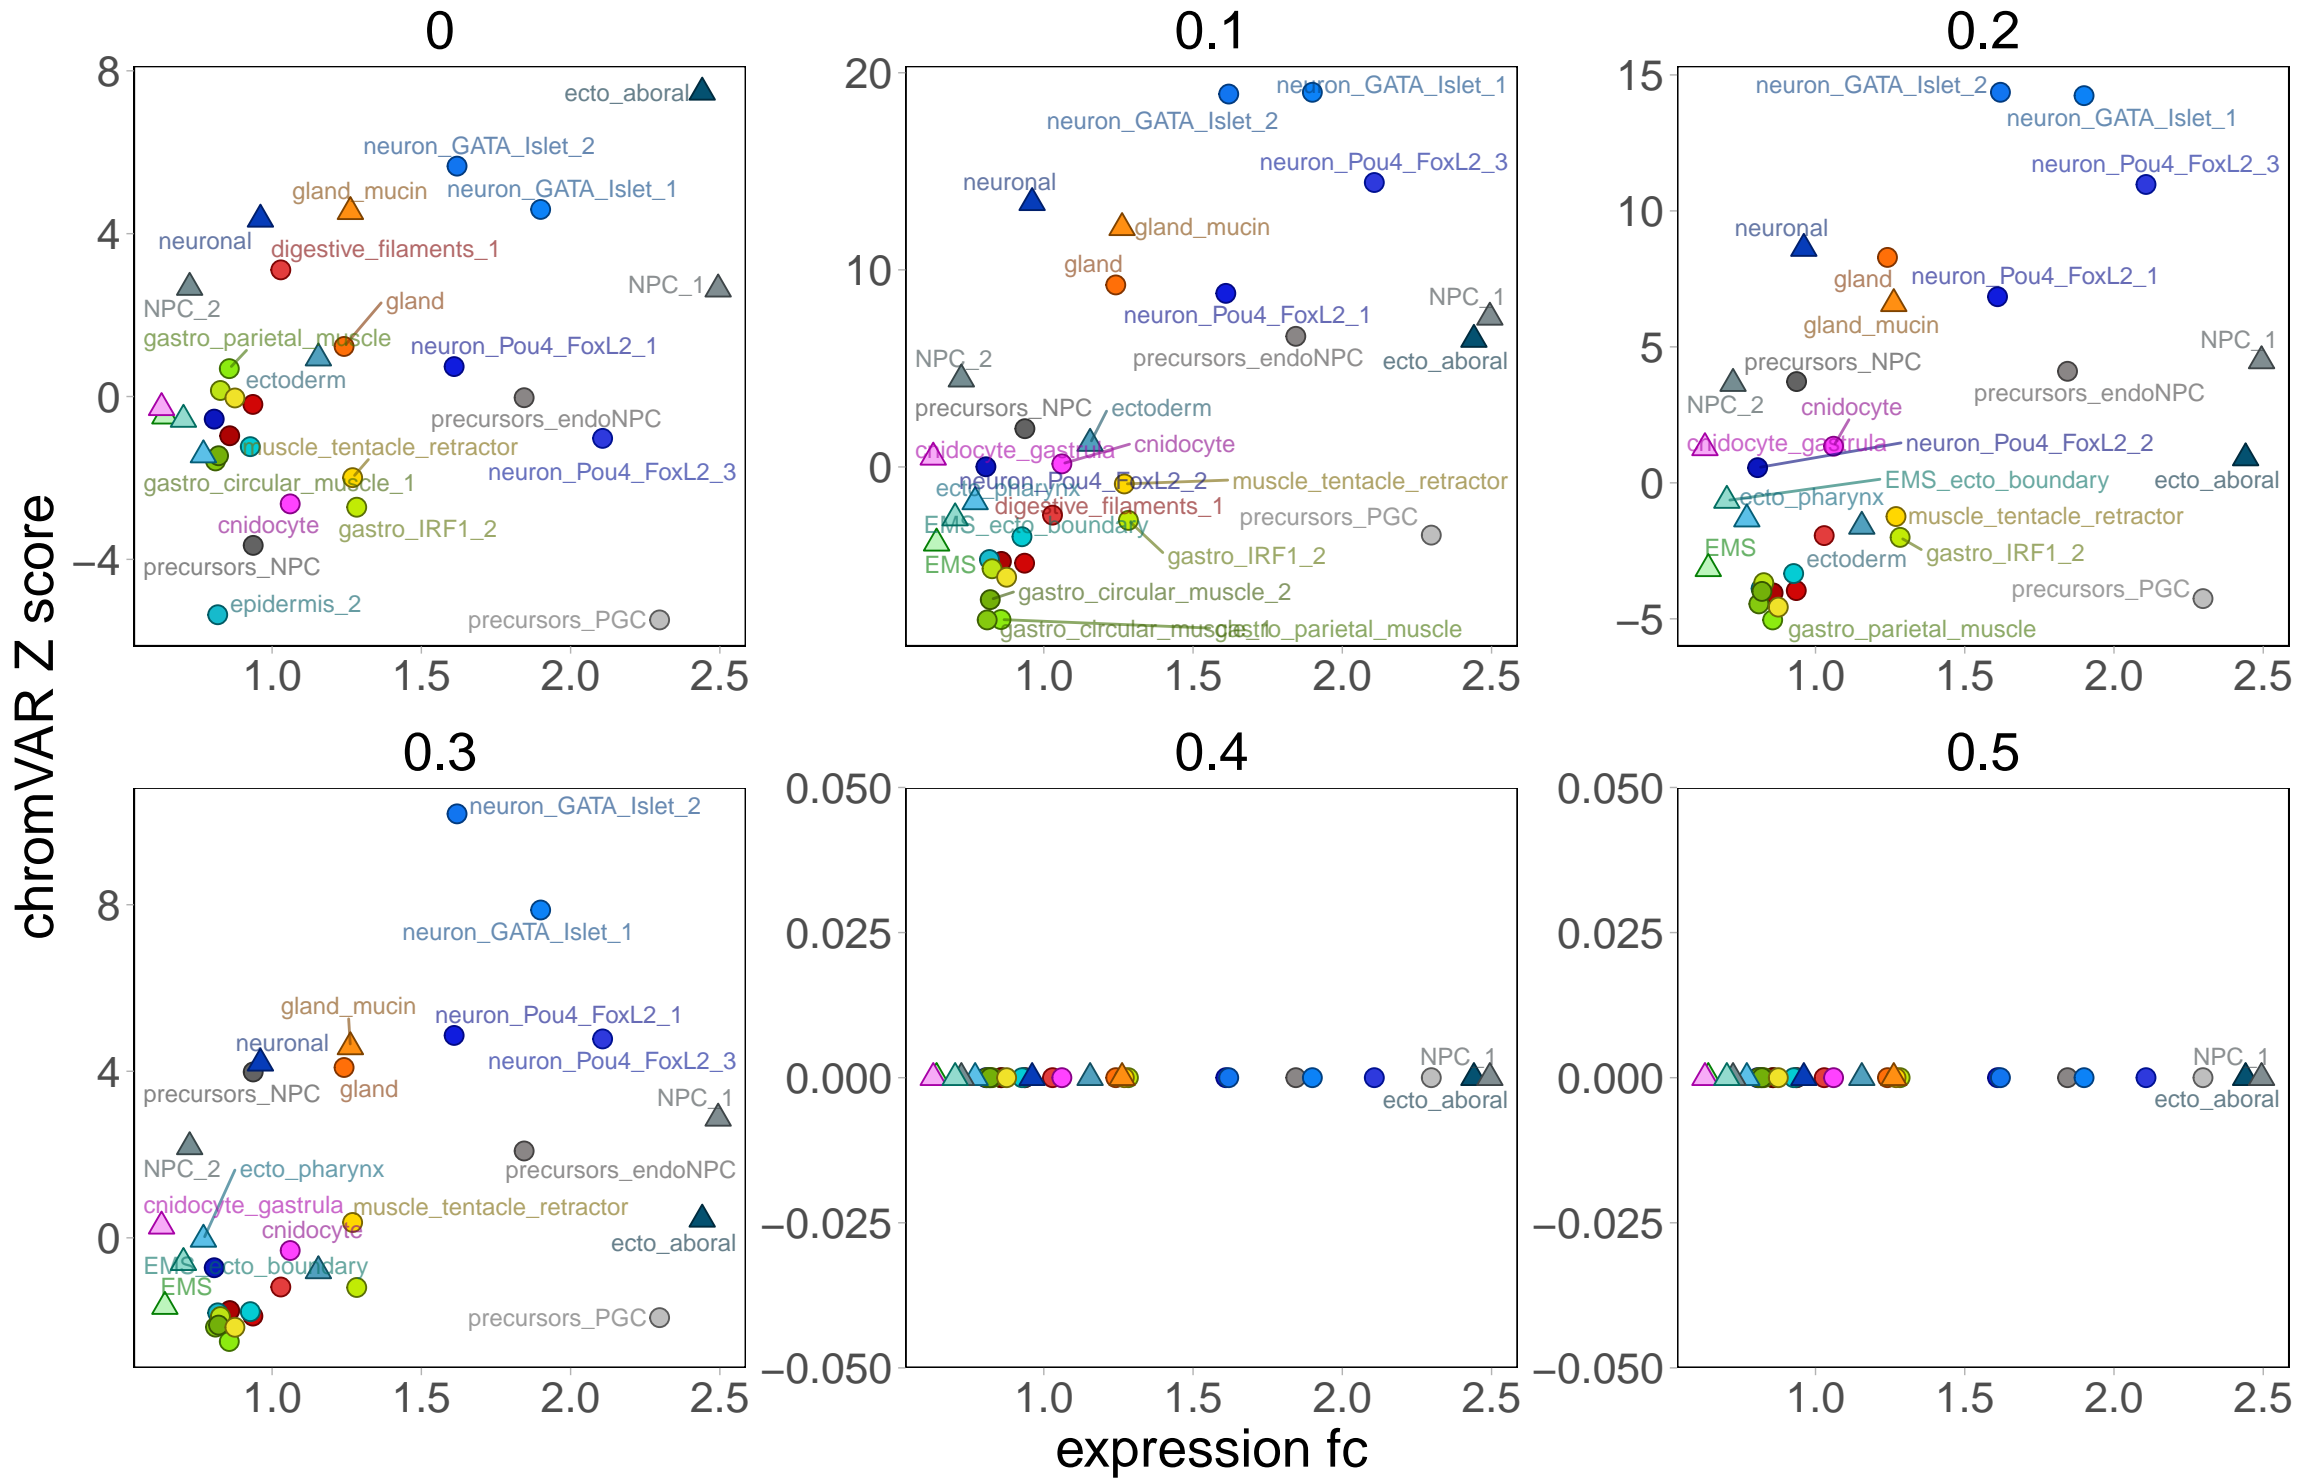 0
0.1
0.2
8
4
0
−4
ecto_aboral
neuron_GATA_Islet_2
gland_mucin
neuron_GATA_Islet_1
neuronal
digestive_filaments_1
NPC_1
NPC_2
gland
gastro_parietal_muscle
neuron_Pou4_FoxL2_1
ectoderm
precursors_endoNPC
muscle_tentacle_retractor
neuron_Pou4_FoxL2_3
gastro_circular_muscle_1
cnidocyte
gastro_IRF1_2
precursors_NPC
epidermis_2
precursors_PGC
1.0 1.5 2.0 2.5
20
10
0
neuron_GATA_Islet_1
neuron_GATA_Islet_2
neuron_Pou4_FoxL2_3
neuronal
gland_mucin
gland
NPC_1
neuron_Pou4_FoxL2_1
precursors_endoNPC
ecto_aboral
NPC_2
precursors_NPC
ectoderm
cnidocyte_gastrula
cnidocyte
neuron_Pou4_FoxL2_2
muscle_tentacle_retractor
ecto_pharynx
digestive_filaments_1
precursors_PGC
EMS_ecto_boundary
gastro_IRF1_2
EMS
gastro_circular_muscle_2
gastro_circular_muscle_1
gastro_parietal_muscle
1.0 1.5 2.0 2.5
15
10
5
0
−5
neuron_GATA_Islet_2
neuron_GATA_Islet_1
neuron_Pou4_FoxL2_3
neuronal
gland
neuron_Pou4_FoxL2_1
gland_mucin
NPC_1
precursors_NPC
precursors_endoNPC
NPC_2
cnidocyte
cnidocyte_gastrula
neuron_Pou4_FoxL2_2
ecto_aboral
EMS_ecto_boundary
ecto_pharynx
muscle_tentacle_retractor
EMS
ectoderm
gastro_IRF1_2
precursors_PGC
gastro_parietal_muscle
1.0 1.5 2.0 2.5
chromVAR Z score
0.3
0.4
0.5
8
4
0
neuron_GATA_Islet_2
neuron_GATA_Islet_1
gland_mucin
neuron_Pou4_FoxL2_1
neuronal
neuron_Pou4_FoxL2_3
precursors_NPC
gland
NPC_1
NPC_2
ecto_pharynx
precursors_endoNPC
cnidocyte_gastrula
muscle_tentacle_retractor
cnidocyte
ecto_aboral
EMS_ecto_boundary
EMS
precursors_PGC
1.0 1.5 2.0 2.5
0.050
0.025
0.000
−0.025
−0.050
NPC_1
ecto_aboral
1.0 1.5 2.0 2.5
0.050
0.025
0.000
−0.025
−0.050
NPC_1
ecto_aboral
1.0 1.5 2.0 2.5
expression fc